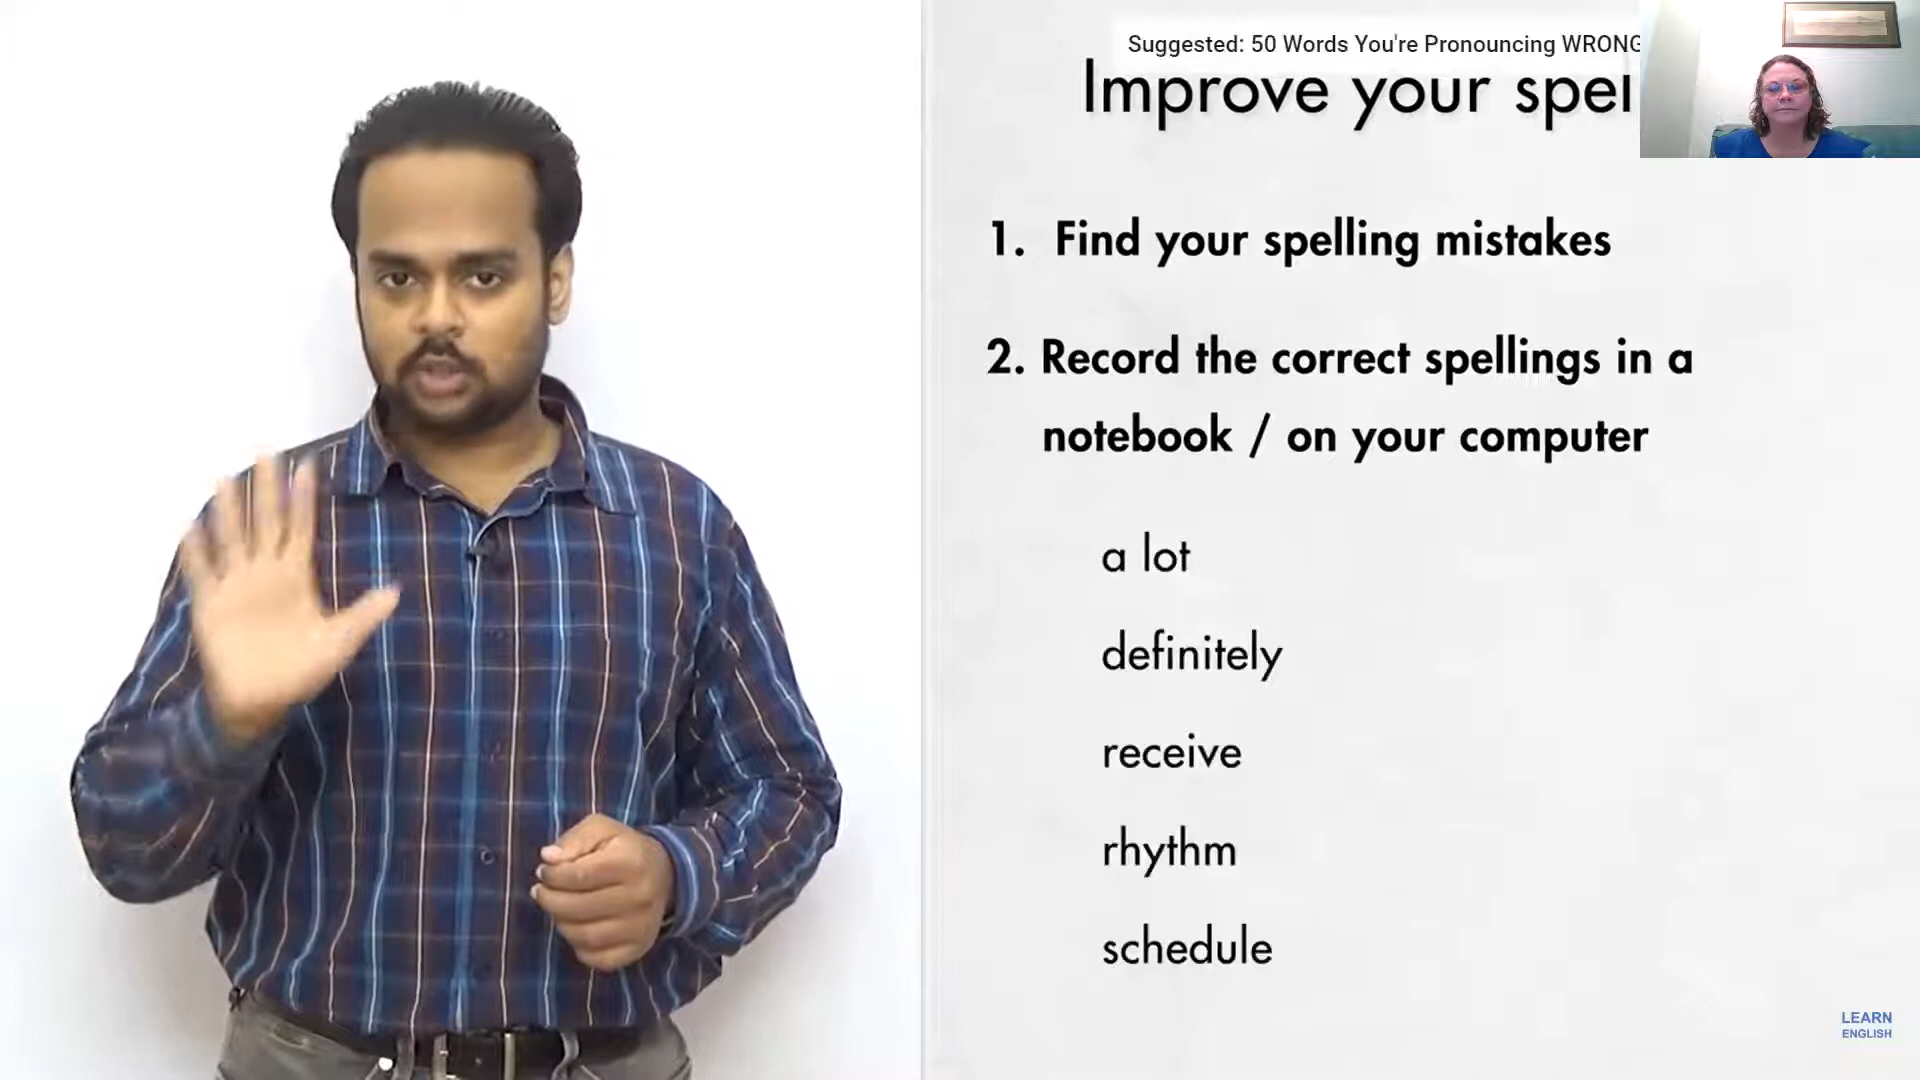 Suggested: 50 Words You're Pronouncing WRONG
Improve your
1. Find your spelling mistakes
2. Record the correct spellings in a
notebook / on your computer
a lot
definitely
receive
rhythm
schedule
LEARN
ENGLISH